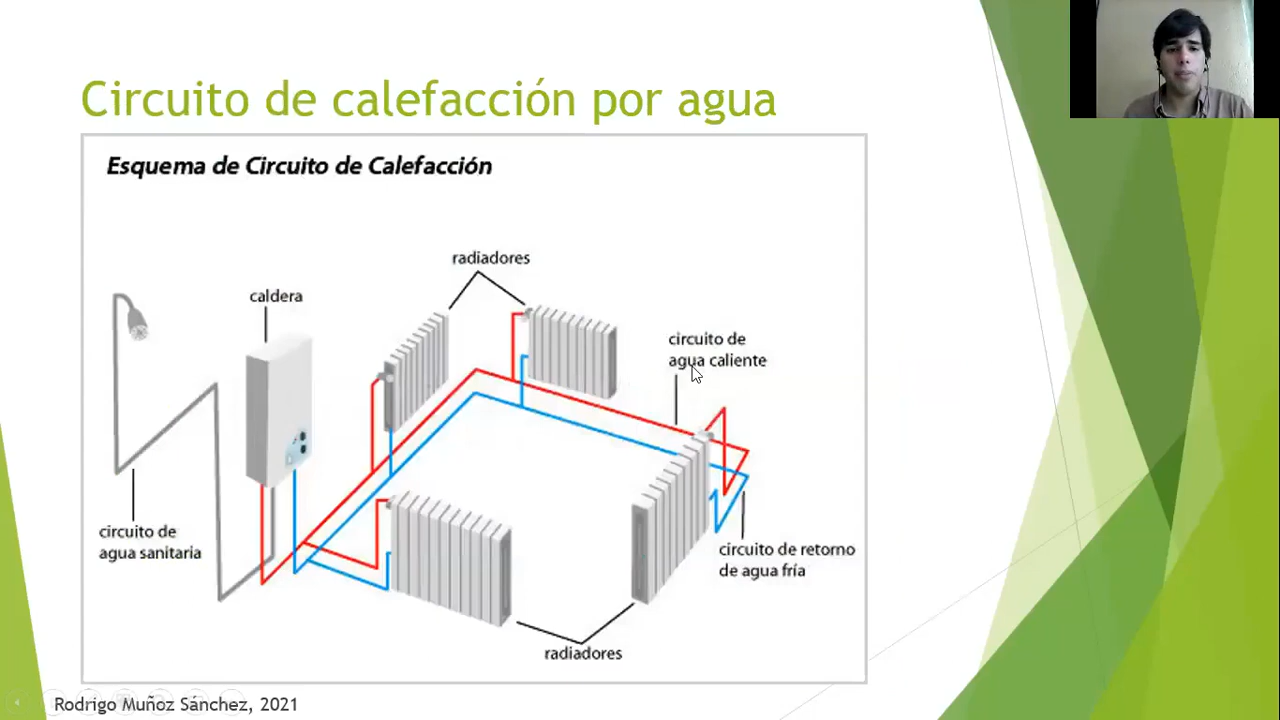 Circuito de calefacción por agua
Esquema de Circuito de Calefacción
radiadores
caldera
circuito de
agua caliente
circuito de
agua sanitaria
circuito de retorno
de agua fría
radiadores
Rodrigo Muñoz Sánchez, 2021